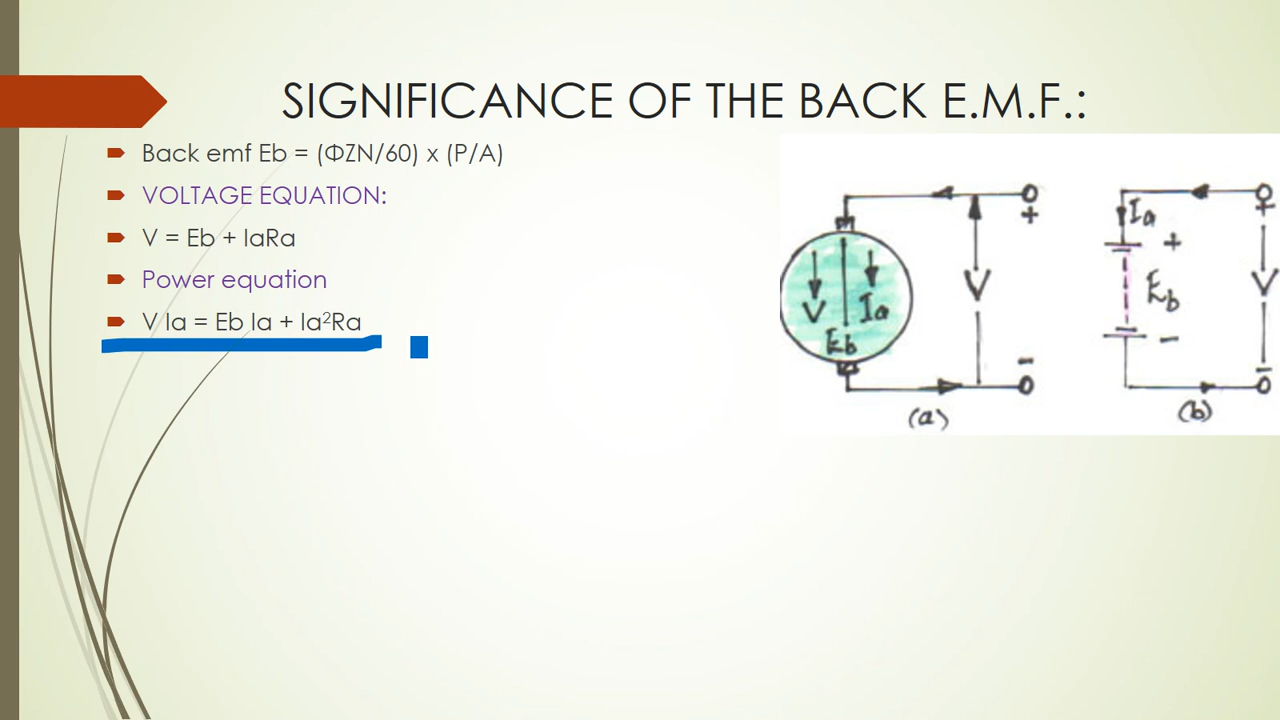 SIGNIFICANCE OF THE BACK E.M.F.:
Back emf Eb = (ΦZN/60) x (P/A)
VOLTAGE EQUATION:
V = Eb + IaRa
Power equation
V Ia = Eb Ia + Ia²Ra
+
V
V Ia
Eb
-
(a)
Ia
+
+
Eb
V
-
-
(b)